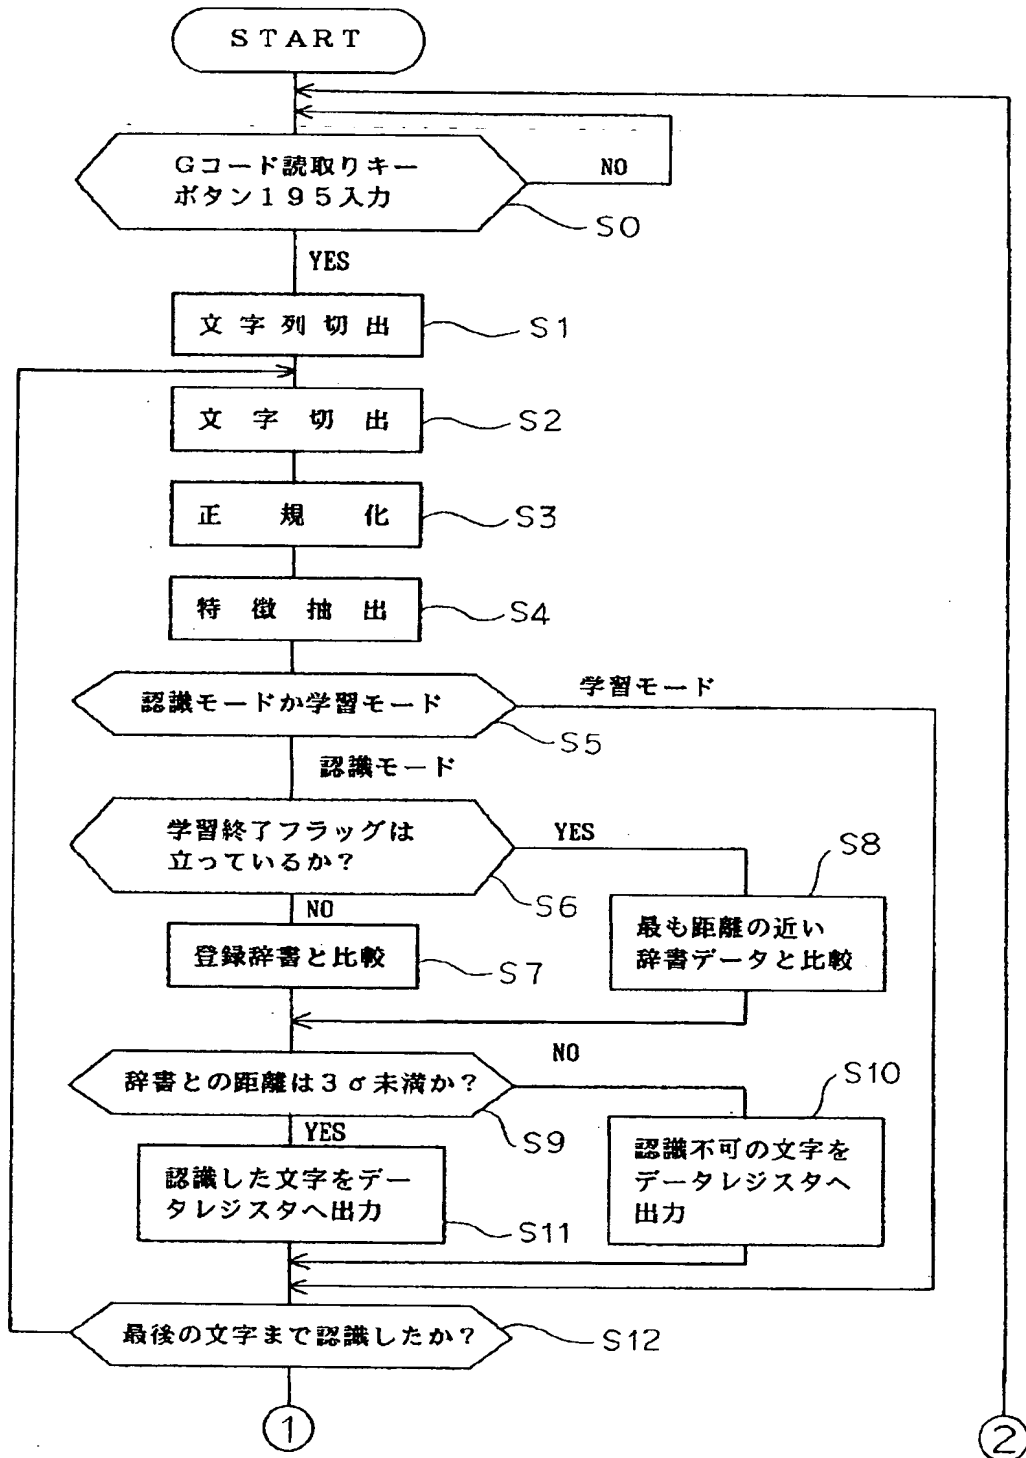 START
Gコード読取りキー
ボタン195入力
NO
S0
YES
文字列切出
S1
文字切出
S2
正規化
S3
特徴抽出
S4
認識モードか学習モード
学習モード
S5
認識モード
学習終了フラッグは
立っているか?
YES
S6
NO
S8
最も距離の近い
辞書データと比較
登録辞書と比較
S7
辞書との距離は3σ未満か?
NO
S9
YES
S10
認識不可の文字を
データレジスタへ
出力
認識した文字をデー
タレジスタへ出力
S11
最後の文字まで認識したか?
S12
①
②